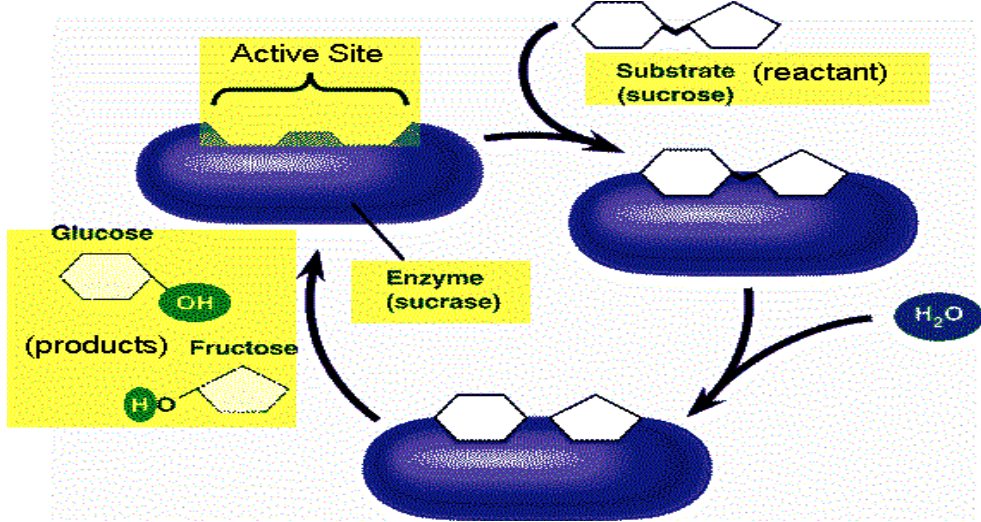 Active Site
Substrate (reactant)
(sucrose)
Glucose
OH
(products) Fructose
HO
Enzyme
(sucrase)
H₂O